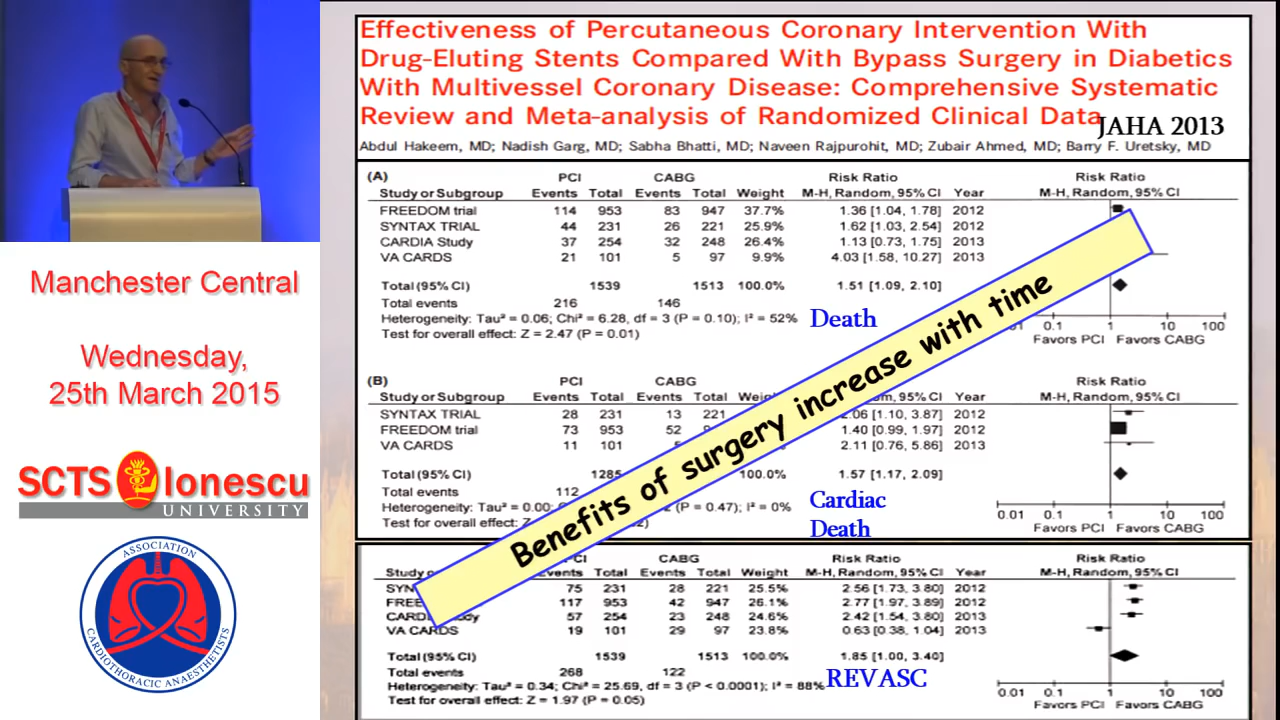 Manchester Central
Wednesday,
25th March 2015
SCTS Ionescu
UNIVERSITY
ASSOCIATION
CARDIOTHORACIC ANAESTHETISTS
Effectiveness of Percutaneous Coronary Intervention With
Drug-Eluting Stents Compared With Bypass Surgery in Diabetics
With Multivessel Coronary Disease: Comprehensive Systematic
Review and Meta-analysis of Randomized Clinical Data
JAHA 2013
Abdul Hakeem, MD; Nadish Garg, MD; Sabha Bhatti, MD; Naveen Rajpurohit, MD; Zubair Ahmed, MD; Barry F. Uretsky, MD
(A) PCI CABG Risk Ratio Risk Ratio
Study or Subgroup Events Total Events Total Weight M-H, Random, 95% CI Year M-H, Random, 95% CI
FREEDOM trial 114 953 83 947 37.7% 1.36 [1.04, 1.78] 2012
SYNTAX TRIAL 44 231 26 221 25.9% 1.62 [1.03, 2.54] 2012
CARDIA Study 37 254 32 248 26.4% 1.13 [0.73, 1.75] 2013
VA CARDS 21 101 5 97 9.9% 4.03 [1.58, 10.27] 2013
Total (95% CI) 1539 1513 100.0% 1.51 [1.09, 2.10]
Total events 216 146
Heterogeneity: Tau² = 0.06; Chi² = 6.28, df = 3 (P = 0.10); I² = 52%
Death
Test for overall effect: Z = 2.47 (P = 0.01)
0.1 1 10 100
Favors PCI Favors CABG
Benefits of surgery increase with time
(B) PCI CABG Risk Ratio
Study or Subgroup Events Total Events Total M-H, Random, 95% CI Year M-H, Random, 95% CI
SYNTAX TRIAL 28 231 13 221 [1.10, 3.87] 2012
FREEDOM trial 73 953 52 1.40 [0.99, 1.97] 2012
VA CARDS 11 101 2.11 [0.76, 5.86] 2013
Total (95% CI) 1285 100.0% 1.57 [1.17, 2.09]
Total events 112
Heterogeneity: Tau² = 0.00; (P = 0.47); I² = 0%
Cardiac
Death
Test for overall effect:
0.01 0.1 1 10 100
Favors PCI Favors CABG
CABG Risk Ratio Risk Ratio
Total Events Total Weight M-H, Random, 95% CI Year M-H, Random, 95% CI
75 231 28 221 25.5% 2.56 [1.73, 3.80] 2012
117 953 42 947 26.1% 2.77 [1.97, 3.89] 2012
57 254 23 248 24.6% 2.42 [1.54, 3.80] 2013
VA CARDS 19 101 29 97 23.8% 0.63 [0.38, 1.04] 2013
Total (95% CI) 1539 1513 100.0% 1.85 [1.00, 3.40]
Total events 268 122
Heterogeneity: Tau² = 0.34; Chi² = 25.69, df = 3 (P < 0.0001); I² = 88%
REVASC
Test for overall effect: Z = 1.97 (P = 0.05)
0.01 0.1 1 10 100
Favors PCI Favors CABG